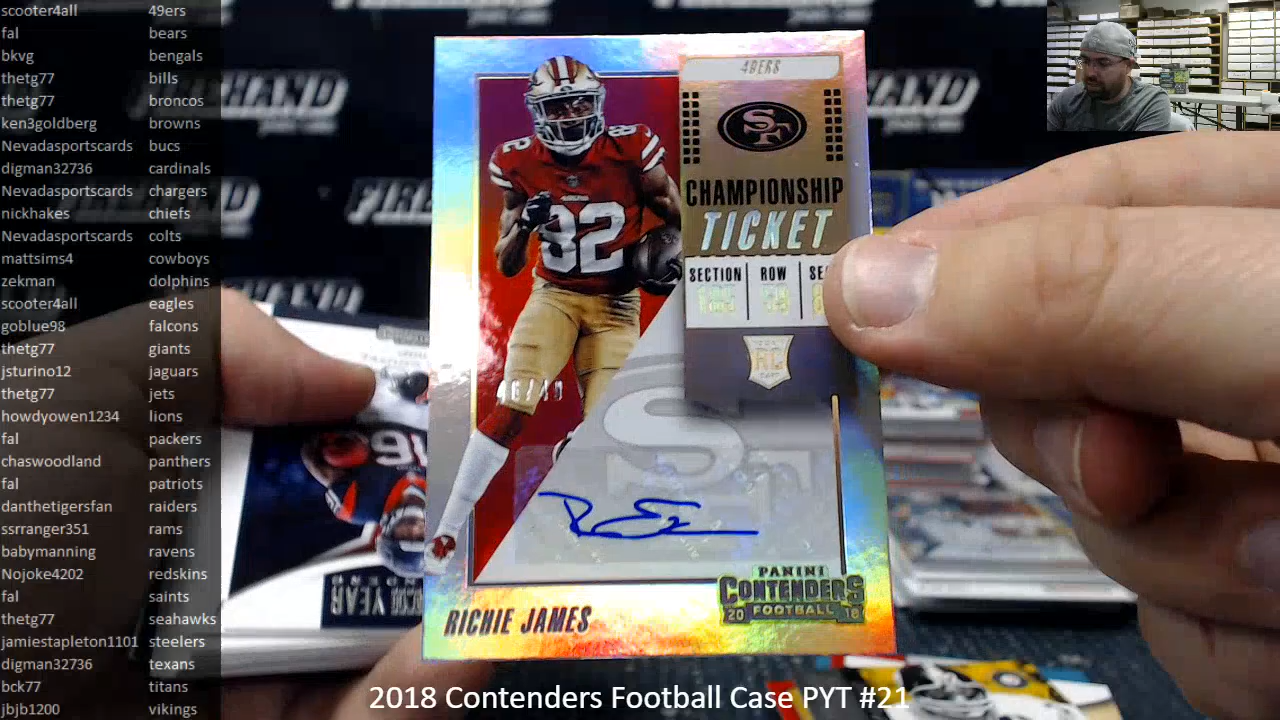 scooter4all 49ers
fal bears
bkvg bengals
thetg77 bills
thetg77 broncos
ken3goldberg browns
Nevadasportscards bucs
digman32736 cardinals
Nevadasportscards chargers
nickhakes chiefs
Nevadasportscards colts
mattsims4 cowboys
zekman dolphins
scooter4all eagles
goblue98 falcons
thetg77 giants
jsturino12 jaguars
thetg77 jets
howdyowen1234 lions
fal packers
chaswoodland panthers
fal patriots
danthetigersfan raiders
ssrranger351 rams
babymanning ravens
Nojoke4202 redskins
fal saints
thetg77 seahawks
jamiestapleton1101 steelers
digman32736 texans
bck77 titans
jbjb1200 vikings
49ERS
SF
CHAMPIONSHIP
TICKET
SECTION ROW
RC
82
82
PANINI
CONTENDERS
20 FOOTBALL 18
RICHIE JAMES
YEAR
2018 Contenders Football Case PYT #21